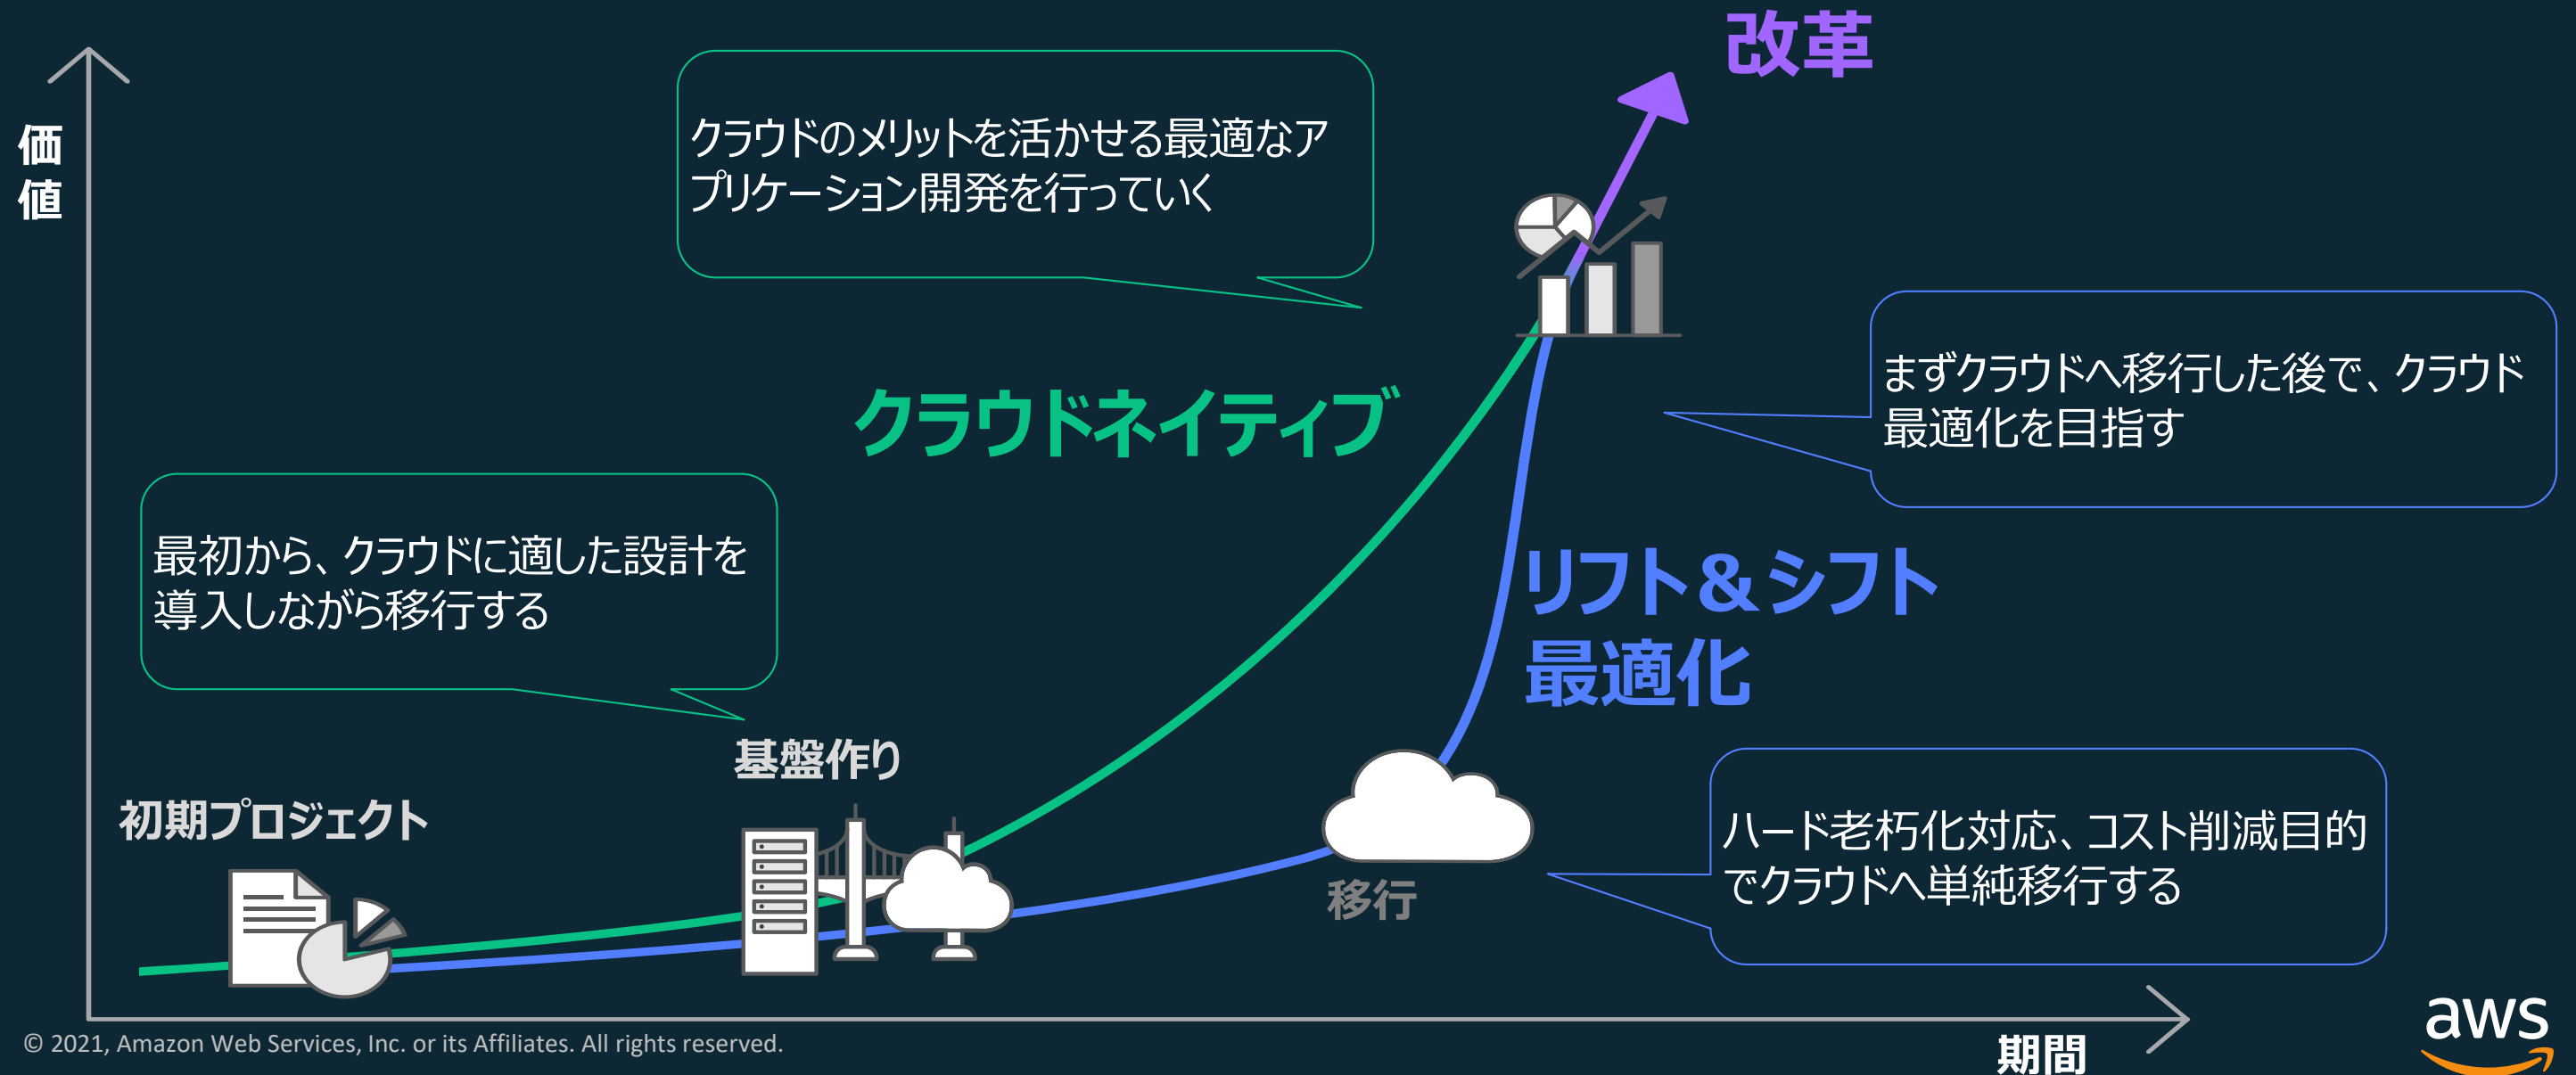 改革
価
値
クラウドのメリットを活かせる最適なア
プリケーション開発を行っていく
まずクラウドへ移行した後で、クラウド
最適化を目指す
クラウドネイティブ
最初から、クラウドに適した設計を
導入しながら移行する
リフト＆シフト
最適化
基盤作り
初期プロジェクト
ハード老朽化対応、コスト削減目的
でクラウドへ単純移行する
移行
© 2021, Amazon Web Services, Inc. or its Affiliates. All rights reserved.
期間
aws